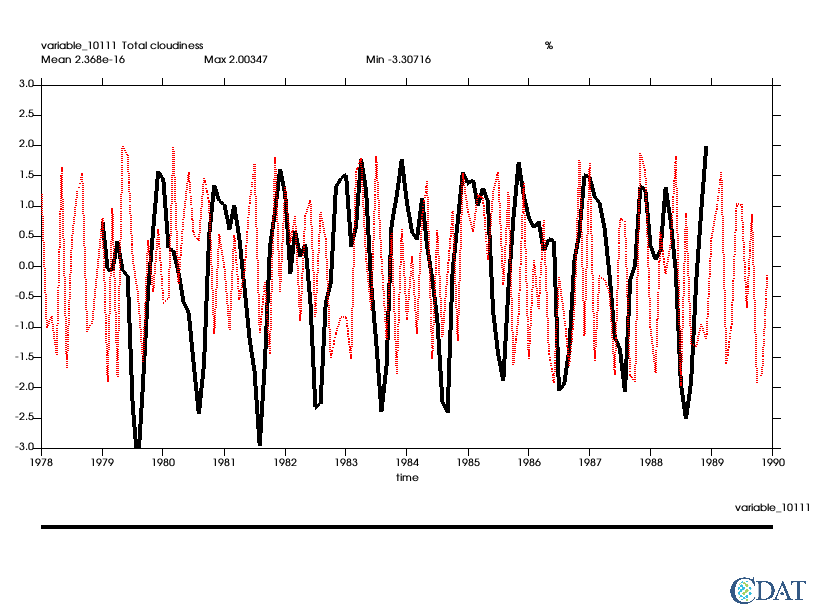 variable_10111 Total cloudiness %
Mean 2.368e-16 Max 2.00347 Min -3.30716
3.0
2.5
2.0
1.5
1.0
0.5
0.0
-0.5
-1.0
-1.5
-2.0
-2.5
-3.0
1978 1979 1980 1981 1982 1983 1984 1985 1986 1987 1988 1989 1990
time
variable_10111
CDAT